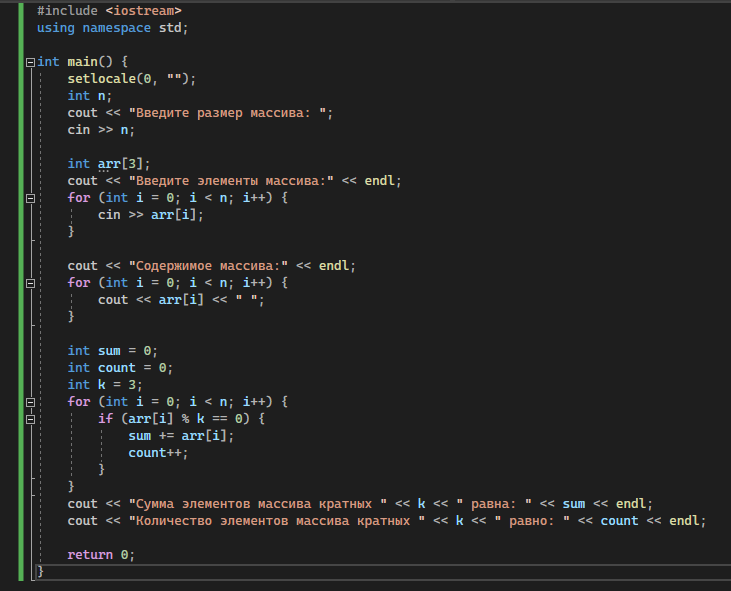 #include <iostream>
using namespace std;
int main() {
setlocale(0, "");
int n;
cout << "Введите размер массива: ";
cin >> n;
int arr[3];
cout << "Введите элементы массива:" << endl;
for (int i = 0; i < n; i++) {
cin >> arr[i];
}
cout << "Содержимое массива:" << endl;
for (int i = 0; i < n; i++) {
cout << arr[i] << " ";
}
int sum = 0;
int count = 0;
int k = 3;
for (int i = 0; i < n; i++) {
if (arr[i] % k == 0) {
sum += arr[i];
count++;
}
}
cout << "Сумма элементов массива кратных " << k << " равна: " << sum << endl;
cout << "Количество элементов массива кратных " << k << " равно: " << count << endl;
return 0;
}